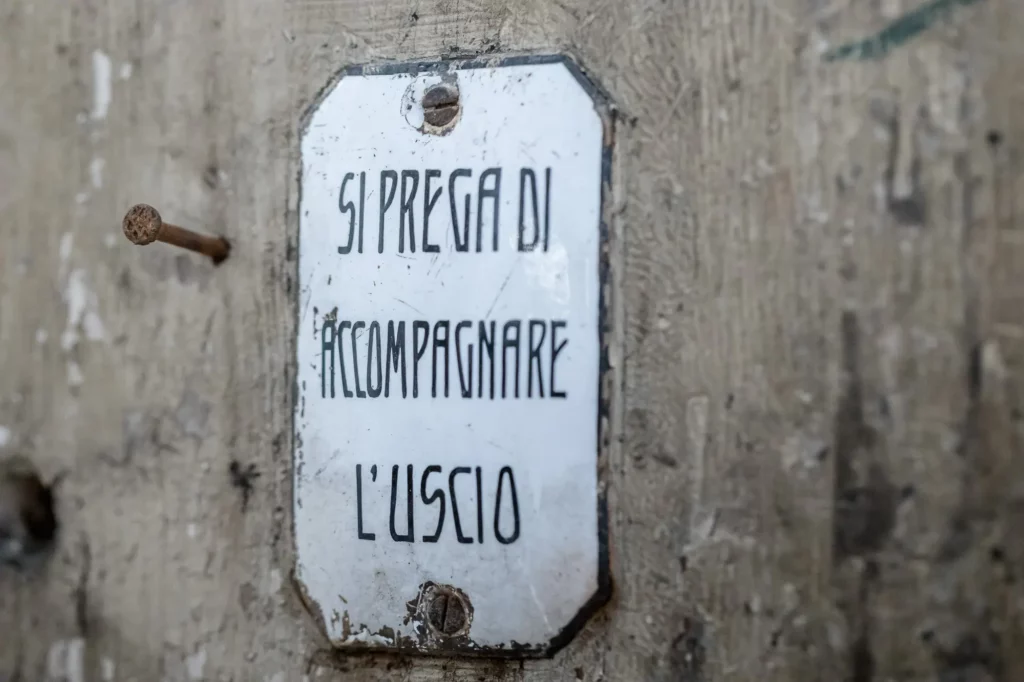 SI PREGA DI
ACCOMPAGNARE
L'USCIO